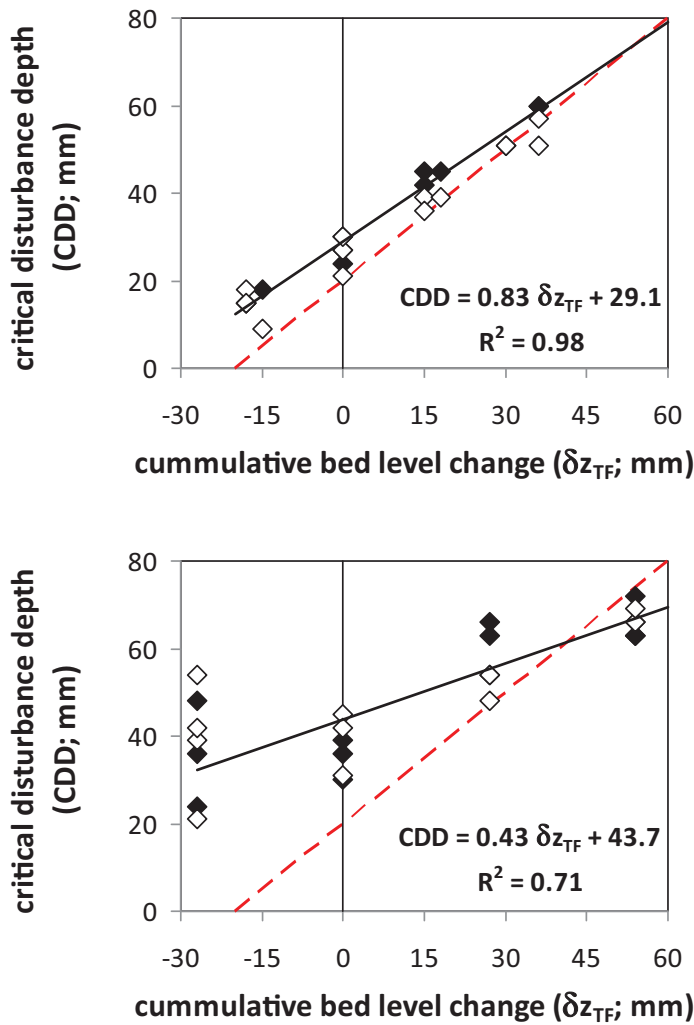 critical disturbance depth
(CDD; mm)
80
60
40
20
0
CDD = 0.83 δz_TF + 29.1
R² = 0.98
-30 -15 0 15 30 45 60
cummulative bed level change (δz_TF; mm)
critical disturbance depth
(CDD; mm)
80
60
40
20
0
CDD = 0.43 δz_TF + 43.7
R² = 0.71
-30 -15 0 15 30 45 60
cummulative bed level change (δz_TF; mm)